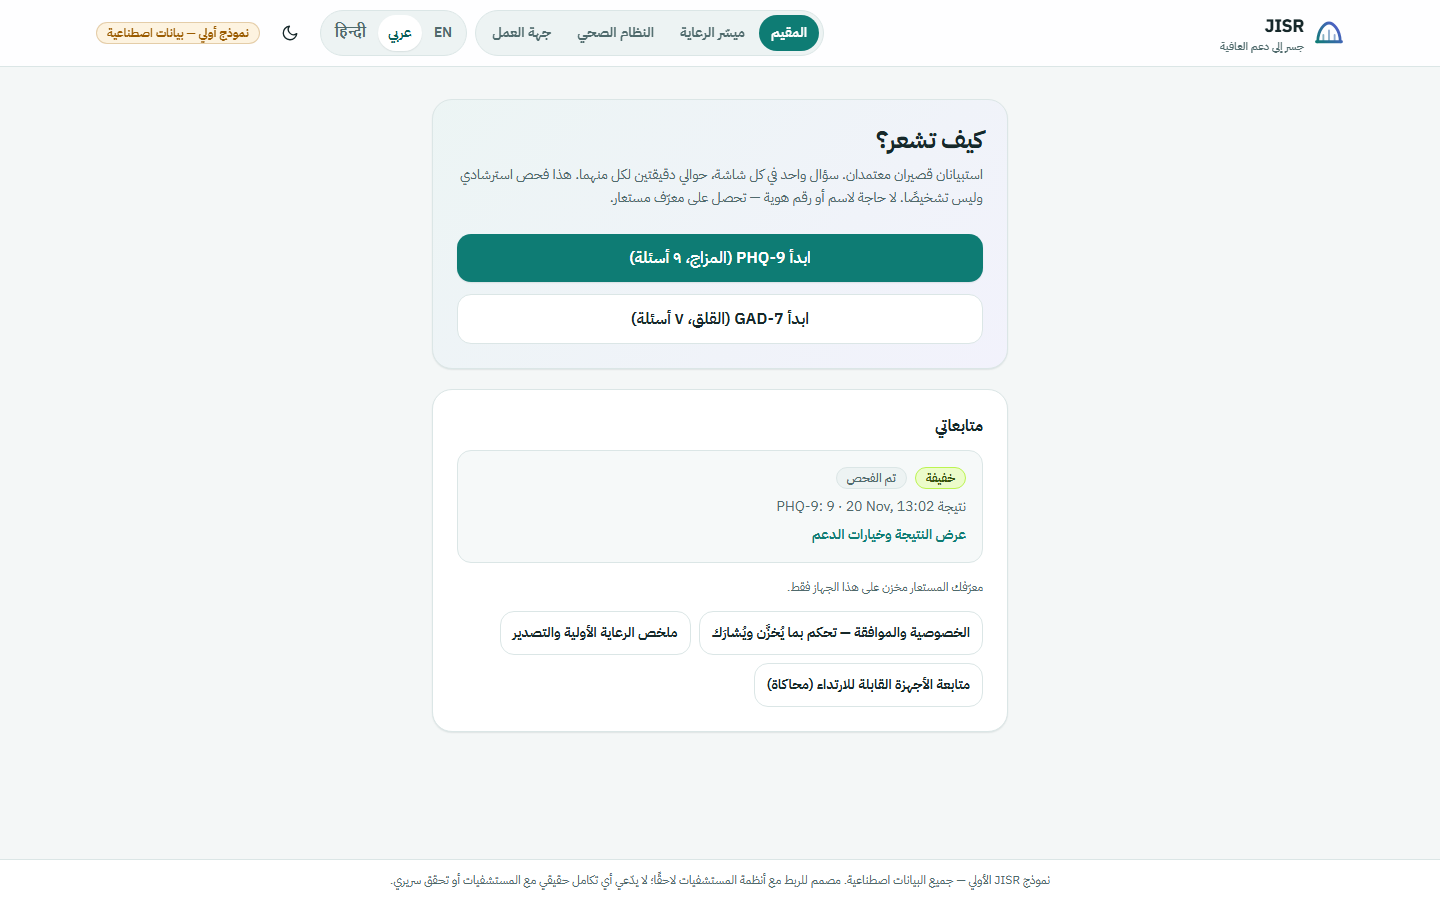 JISR
جسر إلى دعم العافية
المقيم
ميسّر الرعاية
النظام الصحي
جهة العمل
EN
عربي
हिन्दी
نموذج أولي — بيانات اصطناعية
كيف تشعر؟
استبيانان قصيران معتمدان. سؤال واحد في كل شاشة، حوالي دقيقتين لكل منهما. هذا فحص استرشادي
وليس تشخيصًا. لا حاجة لاسم أو رقم هوية — تحصل على معرّف مستعار.
ابدأ PHQ-9 (المزاج، ٩ أسئلة)
ابدأ GAD-7 (القلق، ٧ أسئلة)
متابعاتي
خفيفة
تم الفحص
نتيجة PHQ-9: 9 · 20 Nov, 13:02
عرض النتيجة وخيارات الدعم
معرّفك المستعار مخزن على هذا الجهاز فقط.
الخصوصية والموافقة — تحكم بما يُخزَّن ويُشارَك
ملخص الرعاية الأولية والتصدير
متابعة الأجهزة القابلة للارتداء (محاكاة)
نموذج JISR الأولي — جميع البيانات اصطناعية. مصمم للربط مع أنظمة المستشفيات لاحقًا؛ لا يدّعي أي تكامل حقيقي مع المستشفيات أو تحقق سريري.